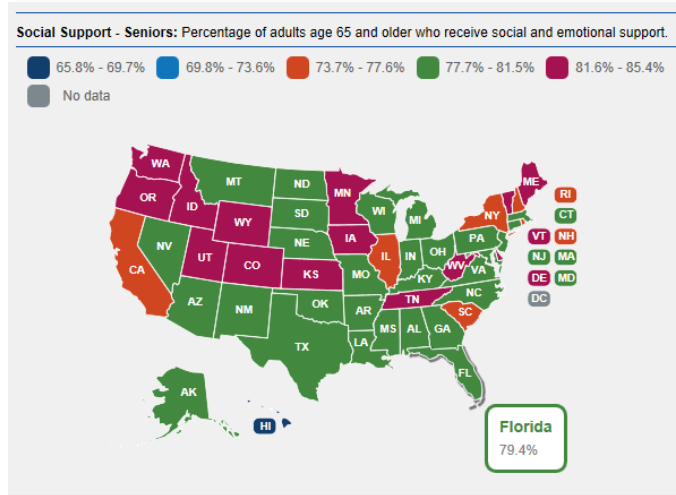 Social Support - Seniors: Percentage of adults age 65 and older who receive social and emotional support.
65.8% - 69.7% 69.8% - 73.6% 73.7% - 77.6% 77.7% - 81.5% 81.6% - 85.4%
No data
WA
MT ND MN ME
OR ID SD WI MI NY RI
WY CT
NV NE IA PA VT NH
CA UT CO KS MO IL IN OH WV VA NJ MA
KY DE MD
AZ NM OK AR TN NC DC
SC
TX LA MS AL GA
FL
AK
HI
Florida
79.4%